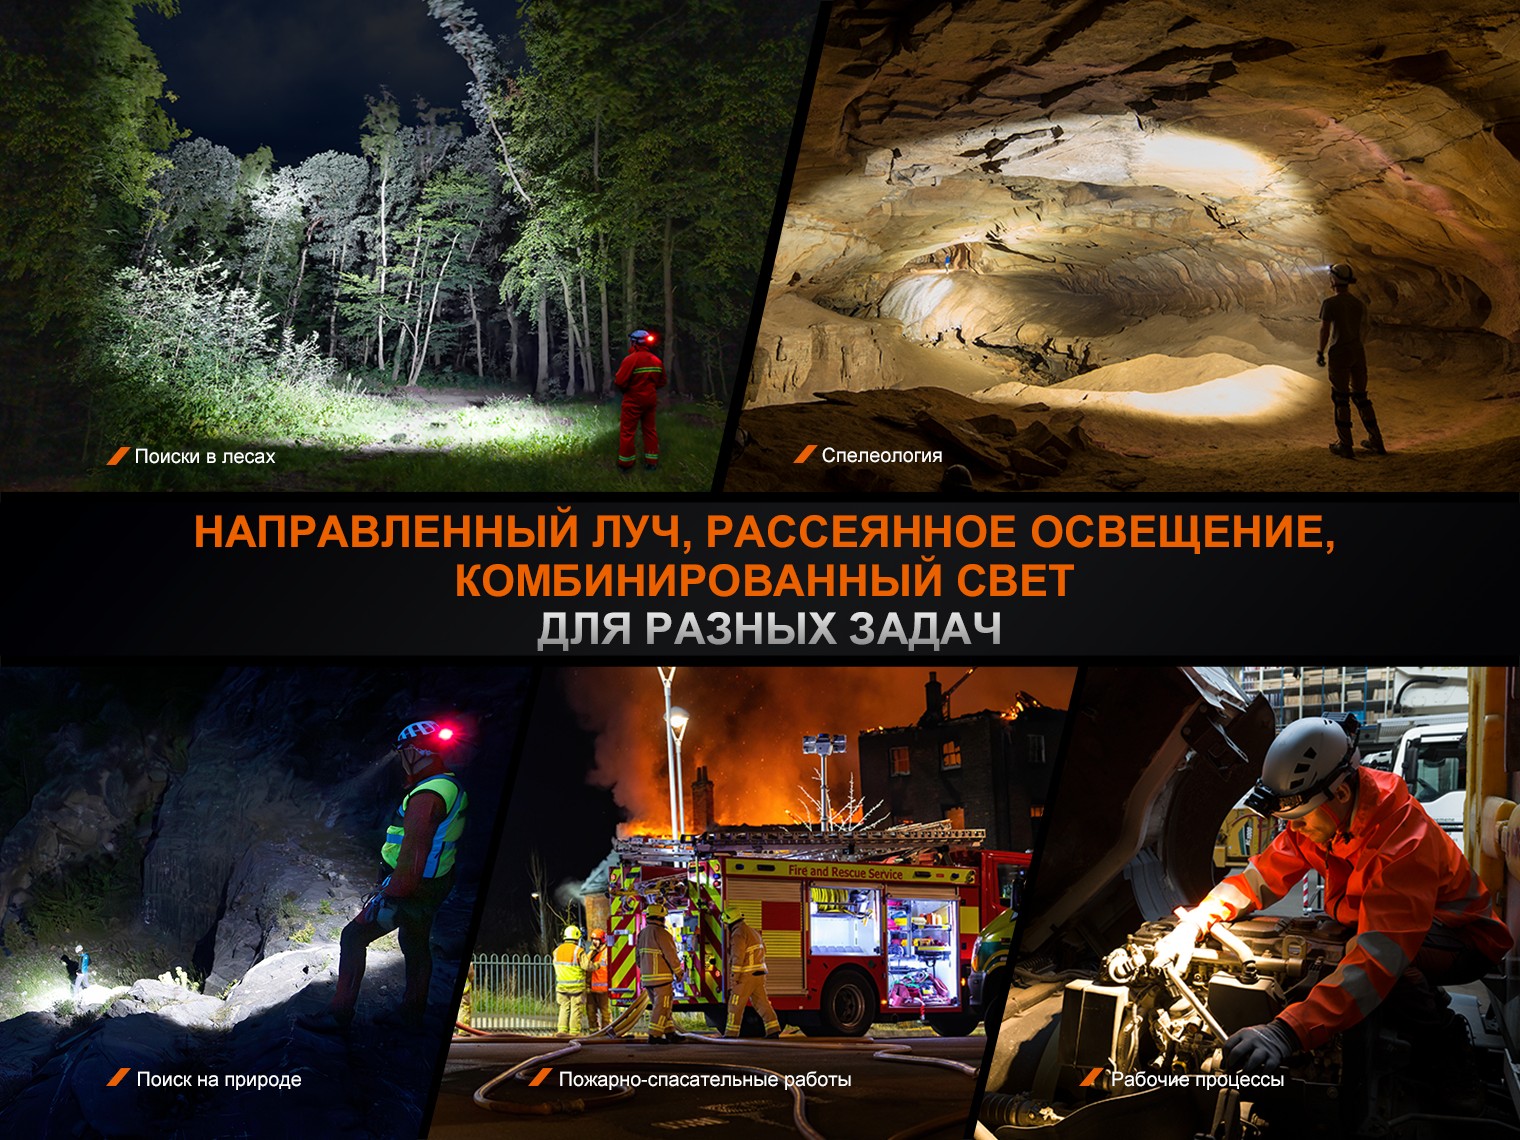 Поиски в лесах
Спелеология
НАПРАВЛЕННЫЙ ЛУЧ, РАССЕЯННОЕ ОСВЕЩЕНИЕ,
КОМБИНИРОВАННЫЙ СВЕТ
ДЛЯ РАЗНЫХ ЗАДАЧ
Fire and Rescue Service
Поиск на природе
Пожарно-спасательные работы
Рабочие процессы